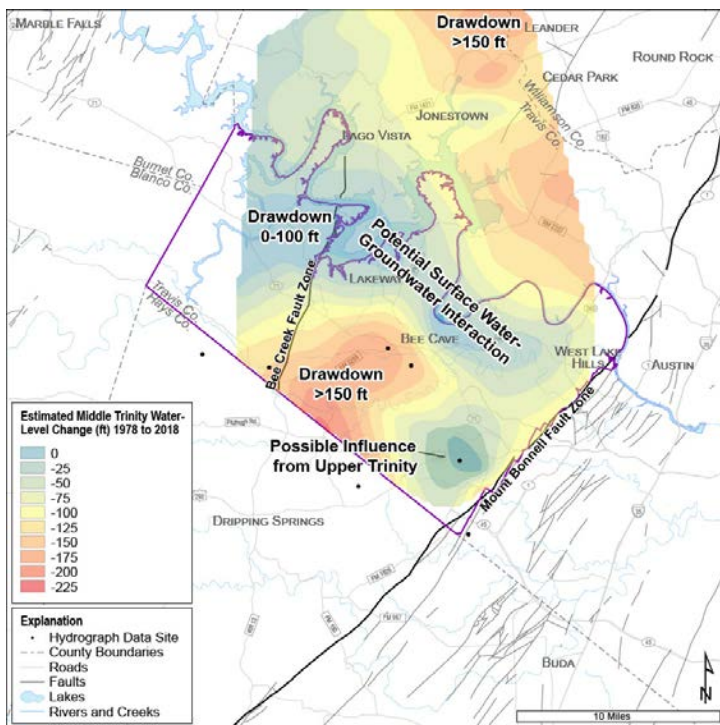 MARBLE FALLS
Drawdown
>150 ft
LEANDER
ROUND ROCK
CEDAR PARK
Williamson Co.
Travis Co.
JONESTOWN
LAGO VISTA
Burnet Co.
Blanco Co.
Drawdown
0-100 ft
Potential Surface Water-
Groundwater Interaction
LAKEWAY
Travis Co.
Hays Co.
Bee Creek Fault Zone
BEE CAVE
WEST LAKE
HILLS
AUSTIN
Drawdown
>150 ft
Mount Bonnell Fault Zone
Possible Influence
from Upper Trinity
DRIPPING SPRINGS
BUDA
Estimated Middle Trinity Water-
Level Change (ft) 1978 to 2018
0
-25
-50
-75
-100
-125
-150
-175
-200
-225
Explanation
Hydrograph Data Site
County Boundaries
Roads
Faults
Lakes
Rivers and Creeks
N
10 Miles